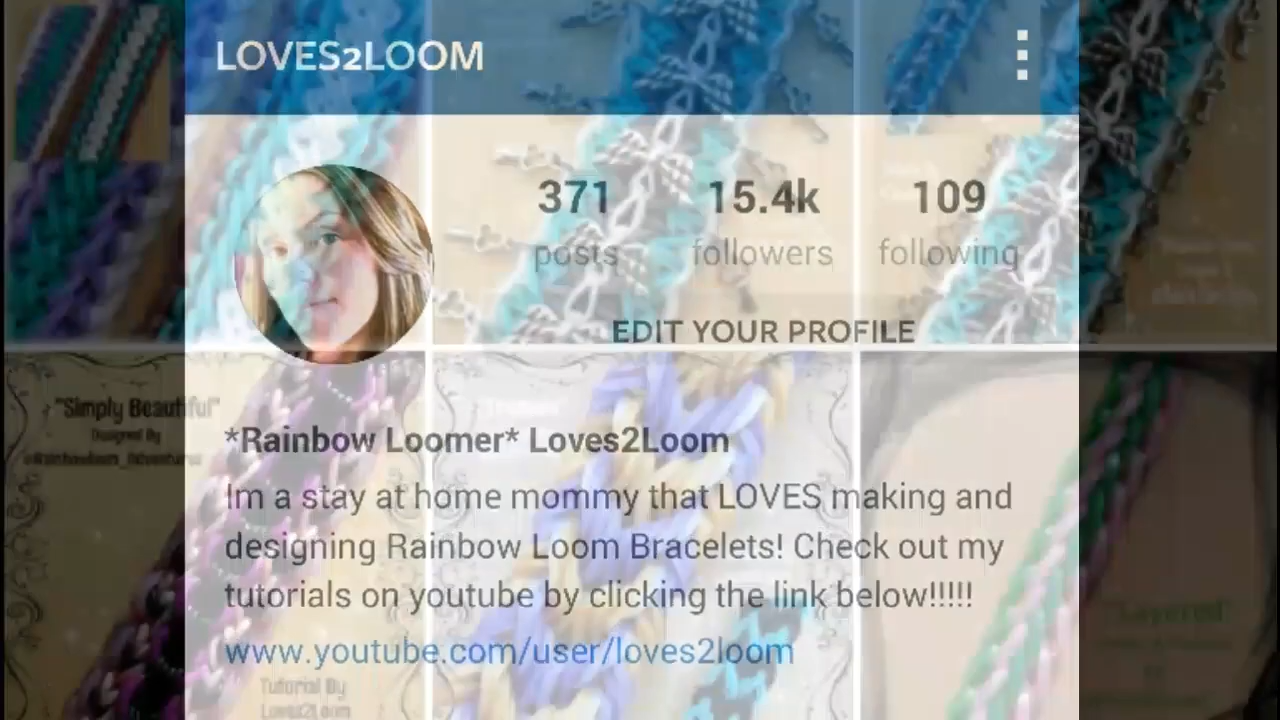 LOVES2LOOM
371 15.4k 109
posts followers following
EDIT YOUR PROFILE
"Simply Beautiful"
Designed By
*Rainbow Loomer* Loves2Loom
Im a stay at home mommy that LOVES making and
designing Rainbow Loom Bracelets! Check out my
tutorials on youtube by clicking the link below!!!!!
www.youtube.com/user/loves2loom
Tutorial By
Loves2Loom
"Layered"